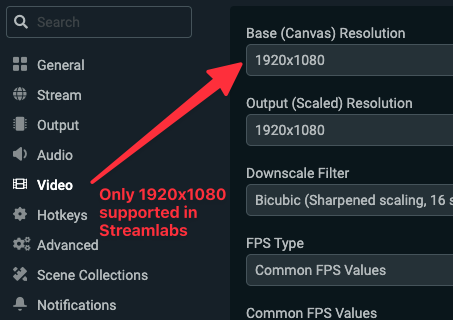 Search
General
Stream
Output
Audio
Video
Hotkeys
Advanced
Scene Collections
Notifications
Only 1920x1080
supported in
Streamlabs
Base (Canvas) Resolution
1920x1080
Output (Scaled) Resolution
1920x1080
Downscale Filter
Bicubic (Sharpened scaling, 16 s
FPS Type
Common FPS Values
Common FPS Values